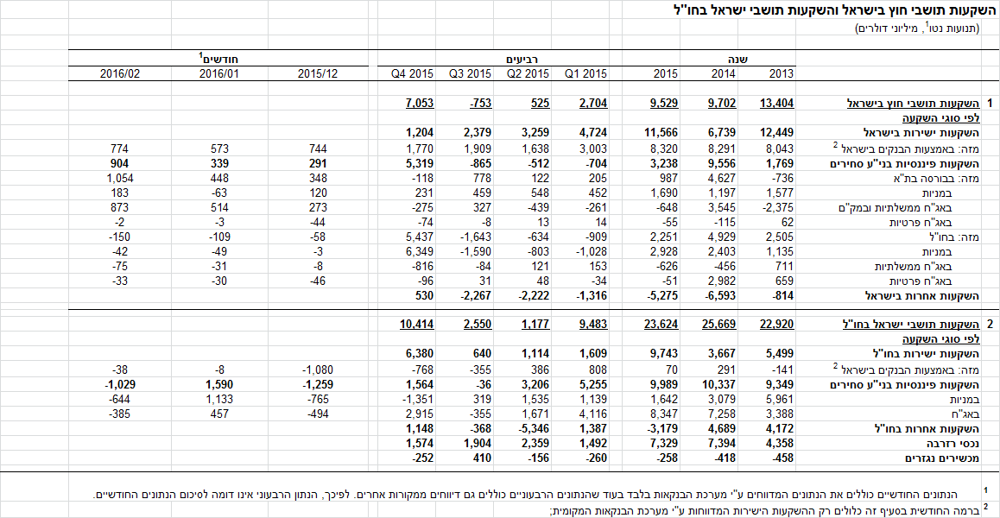 השקעות תושבי חוץ בישראל והשקעות תושבי ישראל בחו"ל
(תנועות נטו1, מיליוני דולרים)
שנה רביעים חודשים1
2013 2014 2015 Q1 2015 Q2 2015 Q3 2015 Q4 2015 2015/12 2016/01 2016/02
1 השקעות תושבי חוץ בישראל 13,404 9,702 9,529 2,704 525 -753 7,053
לפי סוגי השקעה
השקעות ישירות בישראל 12,449 6,739 11,566 4,724 3,259 2,379 1,204
מזה: באמצעות הבנקים בישראל 2 8,043 8,291 8,320 3,003 1,638 1,909 1,770 744 573 774
השקעות פיננסיות בני"ע סחירים 1,769 9,556 3,238 -704 -512 -865 5,319 291 339 904
מזה: בבורסה בת"א -736 4,627 987 205 122 778 -118 348 448 1,054
במניות 1,577 1,197 1,690 452 548 459 231 120 -63 183
באג"ח ממשלתיות ובמק"ם -2,375 3,545 -648 -261 -439 327 -275 273 514 873
באג"ח פרטיות 62 -115 -55 14 13 -8 -74 -44 -3 -2
מזה: בחו"ל 2,505 4,929 2,251 -909 -634 -1,643 5,437 -58 -109 -150
במניות 1,135 2,403 2,928 -1,028 -803 -1,590 6,349 -3 -49 -42
באג"ח ממשלתיות 711 -456 -626 153 121 -84 -816 -8 -31 -75
באג"ח פרטיות 659 2,982 -51 -34 48 31 -96 -46 -30 -33
השקעות אחרות בישראל -814 -6,593 -5,275 -1,316 -2,222 -2,267 530
2 השקעות תושבי ישראל בחו"ל 22,920 25,669 23,624 9,483 1,177 2,550 10,414
לפי סוגי השקעה
השקעות ישירות בחו"ל 5,499 3,667 9,743 1,609 1,114 640 6,380
מזה: באמצעות הבנקים בישראל 2 -141 291 70 808 386 -355 -768 -1,080 -8 -38
השקעות פיננסיות בני"ע סחירים 9,349 10,337 9,989 5,255 3,206 -36 1,564 -1,259 1,590 -1,029
במניות 5,961 3,079 1,642 1,139 1,535 319 -1,351 -765 1,133 -644
באג"ח 3,388 7,258 8,347 4,116 1,671 -355 2,915 -494 457 -385
השקעות אחרות בחו"ל 4,172 4,689 -3,179 1,387 -5,346 -368 1,148
נכסי רזרבה 4,358 7,394 7,329 1,492 2,359 1,904 1,574
מכשירים נגזרים -458 -418 -258 -260 -156 410 -252
1 הנתונים החודשיים כוללים את הנתונים המדווחים ע"י מערכת הבנקאות בלבד בעוד שהנתונים הרבעוניים כוללים גם דיווחים ממקורות אחרים. לפיכך, הנתון הרבעוני אינו דומה לסיכום הנתונים החודשיים.
2 ברמה החודשית בסעיף זה כלולים רק ההשקעות הישירות המדווחות ע"י מערכת הבנקאות המקומית;